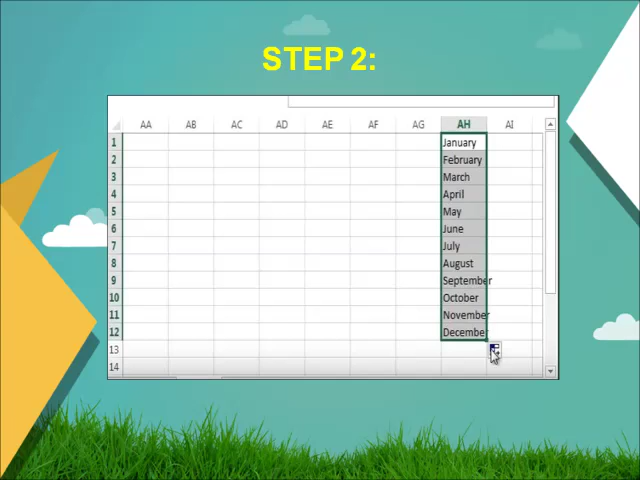 STEP 2:
AA AB AC AD AE AF AG AH AI
1 January
2 February
3 March
4 April
5 May
6 June
7 July
8 August
9 September
10 October
11 November
12 December
13
14